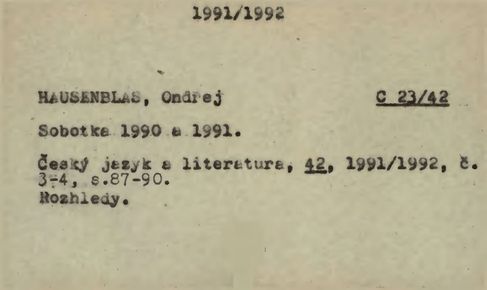 1991/1992
HAUSENBLAS, Ondřej C 23/42
Sobotka 1990 a 1991.
Český jazyk a literatura, 42, 1991/1992, č.
3-4, s.87-90.
Rozhledy.